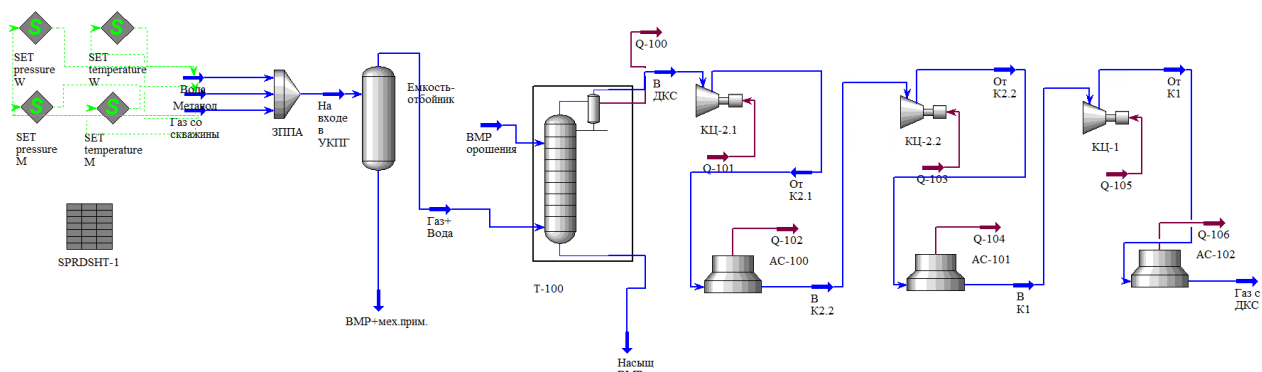 S
S
SET
pressure
W
SET
temperature
W
S
S
SET
pressure
M
SET
temperature
M
Вода
Метанол
Газ со
скважины
ЗППА
На
входе
в
УКПГ
Емкость-
отбойник
SPRDSHT-1
ВМР+мех.прим.
Газ+
Вода
ВМР
орошения
T-100
Насыщ
Q-100
В
ДКС
КЦ-2.1
Q-101
От
К2.1
Q-102
AC-100
В
К2.2
КЦ-2.2
Q-103
От
К2.2
Q-104
AC-101
В
К1
КЦ-1
Q-105
От
К1
Q-106
AC-102
Газ с
ДКС